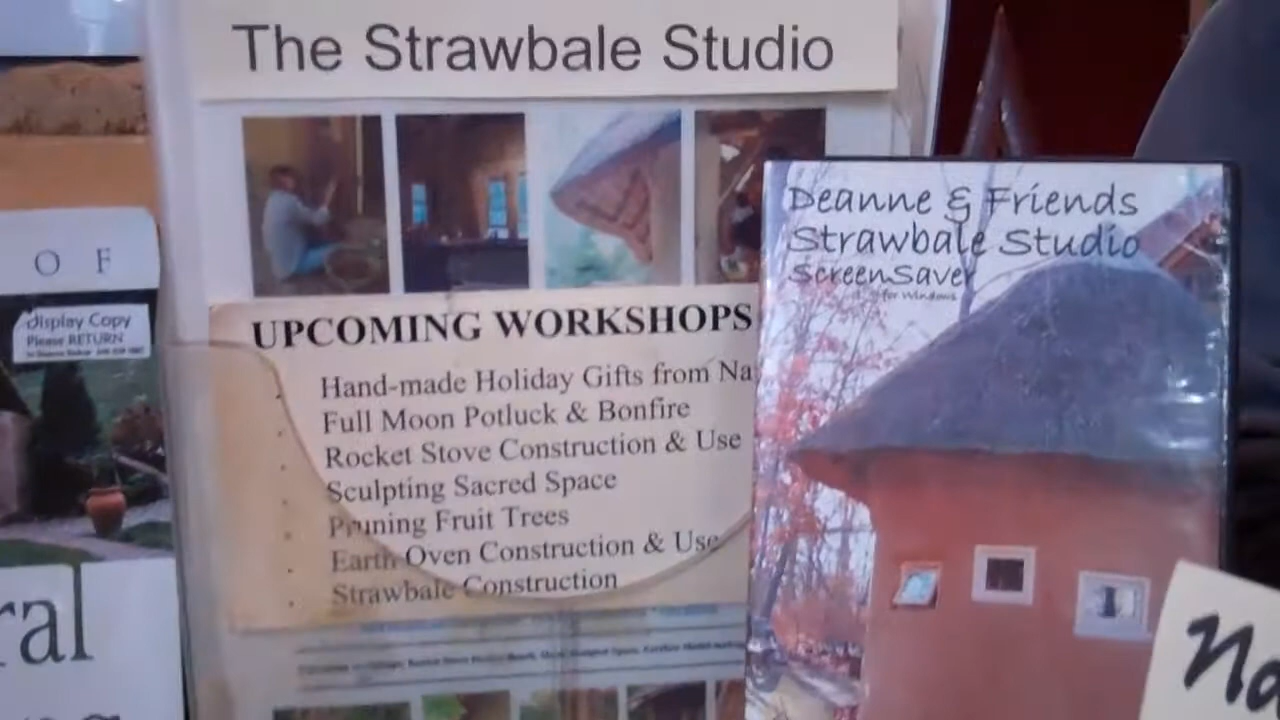 The Strawbale Studio
OF
Display Copy
Please RETURN
UPCOMING WORKSHOPS
Hand-made Holiday Gifts from Na
Full Moon Potluck & Bonfire
Rocket Stove Construction & Use
Sculpting Sacred Space
Pruning Fruit Trees
Earth Oven Construction & Use
Strawbale Construction
Deanne & Friends
Strawbale Studio
ScreenSaver
for Windows
ral
No